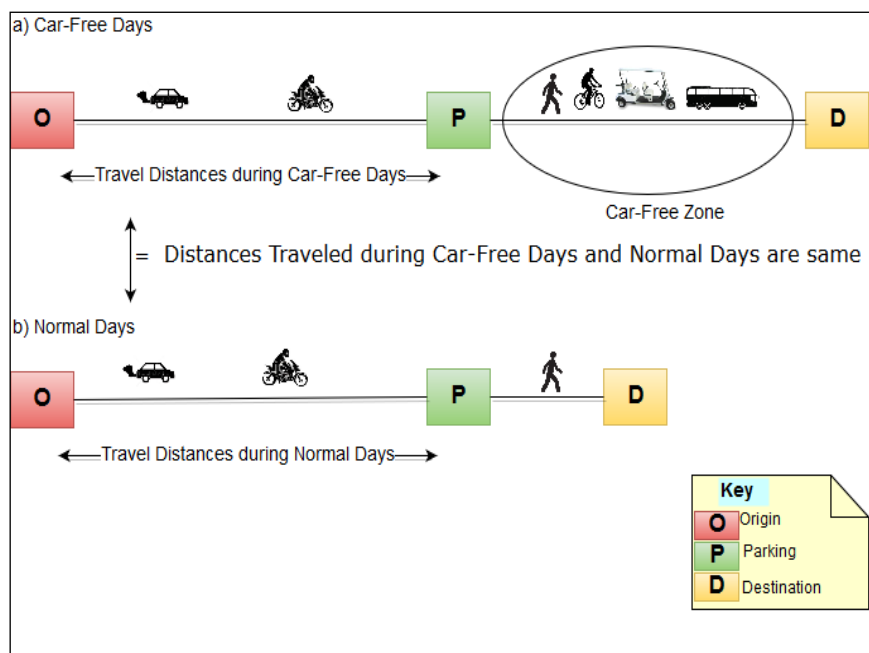 a) Car-Free Days
O
P
D
Travel Distances during Car-Free Days
Car-Free Zone
= Distances Traveled during Car-Free Days and Normal Days are same
b) Normal Days
O
P
D
Travel Distances during Normal Days
Key
O Origin
P Parking
D Destination